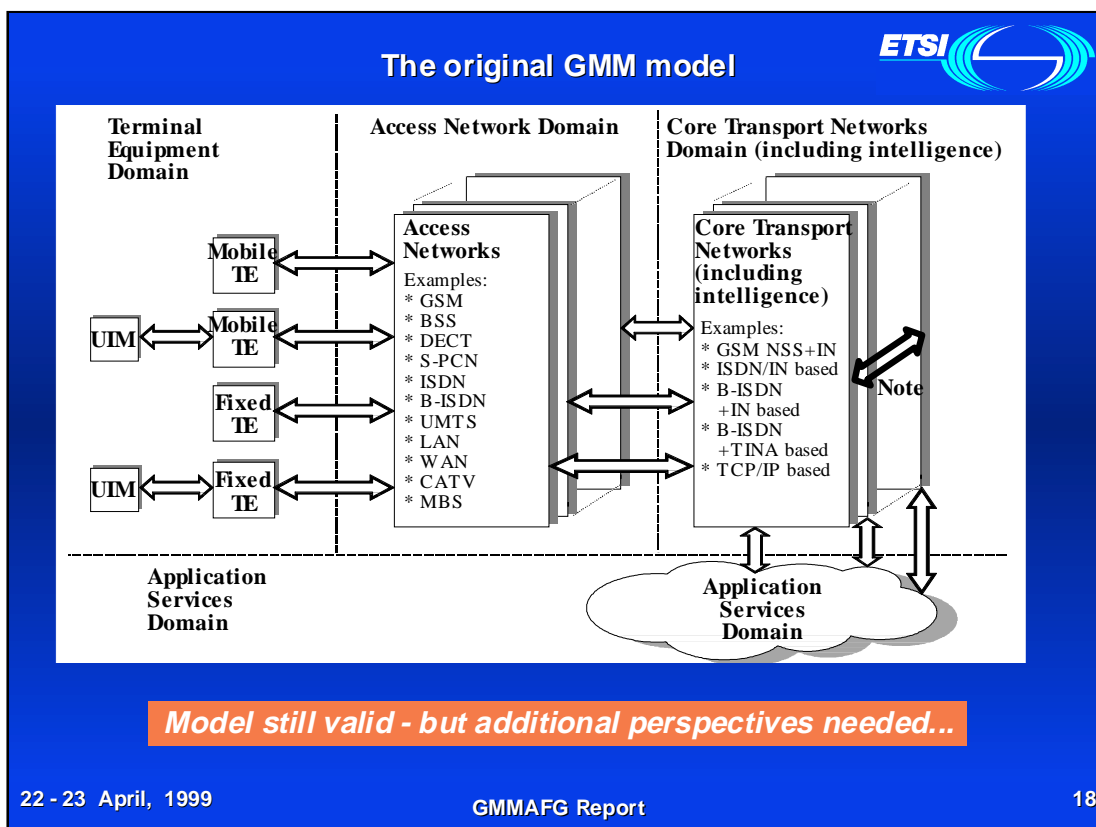 The original GMM model
ETSI
Terminal
Equipment
Domain
Access Network Domain
Core Transport Networks
Domain (including intelligence)
Mobile
TE
UIM
Mobile
TE
Fixed
TE
UIM
Fixed
TE
Access
Networks
Examples:
* GSM
* BSS
* DECT
* S-PCN
* ISDN
* B-ISDN
* UMTS
* LAN
* WAN
* CATV
* MBS
Core Transport
Networks
(including
intelligence)
Examples:
* GSM NSS+IN
* ISDN/IN based
* B-ISDN
+IN based
* B-ISDN
+TINA based
* TCP/IP based
Note
Application
Services
Domain
Application
Services
Domain
Model still valid - but additional perspectives needed...
22 - 23 April, 1999
GMMAFG Report
18